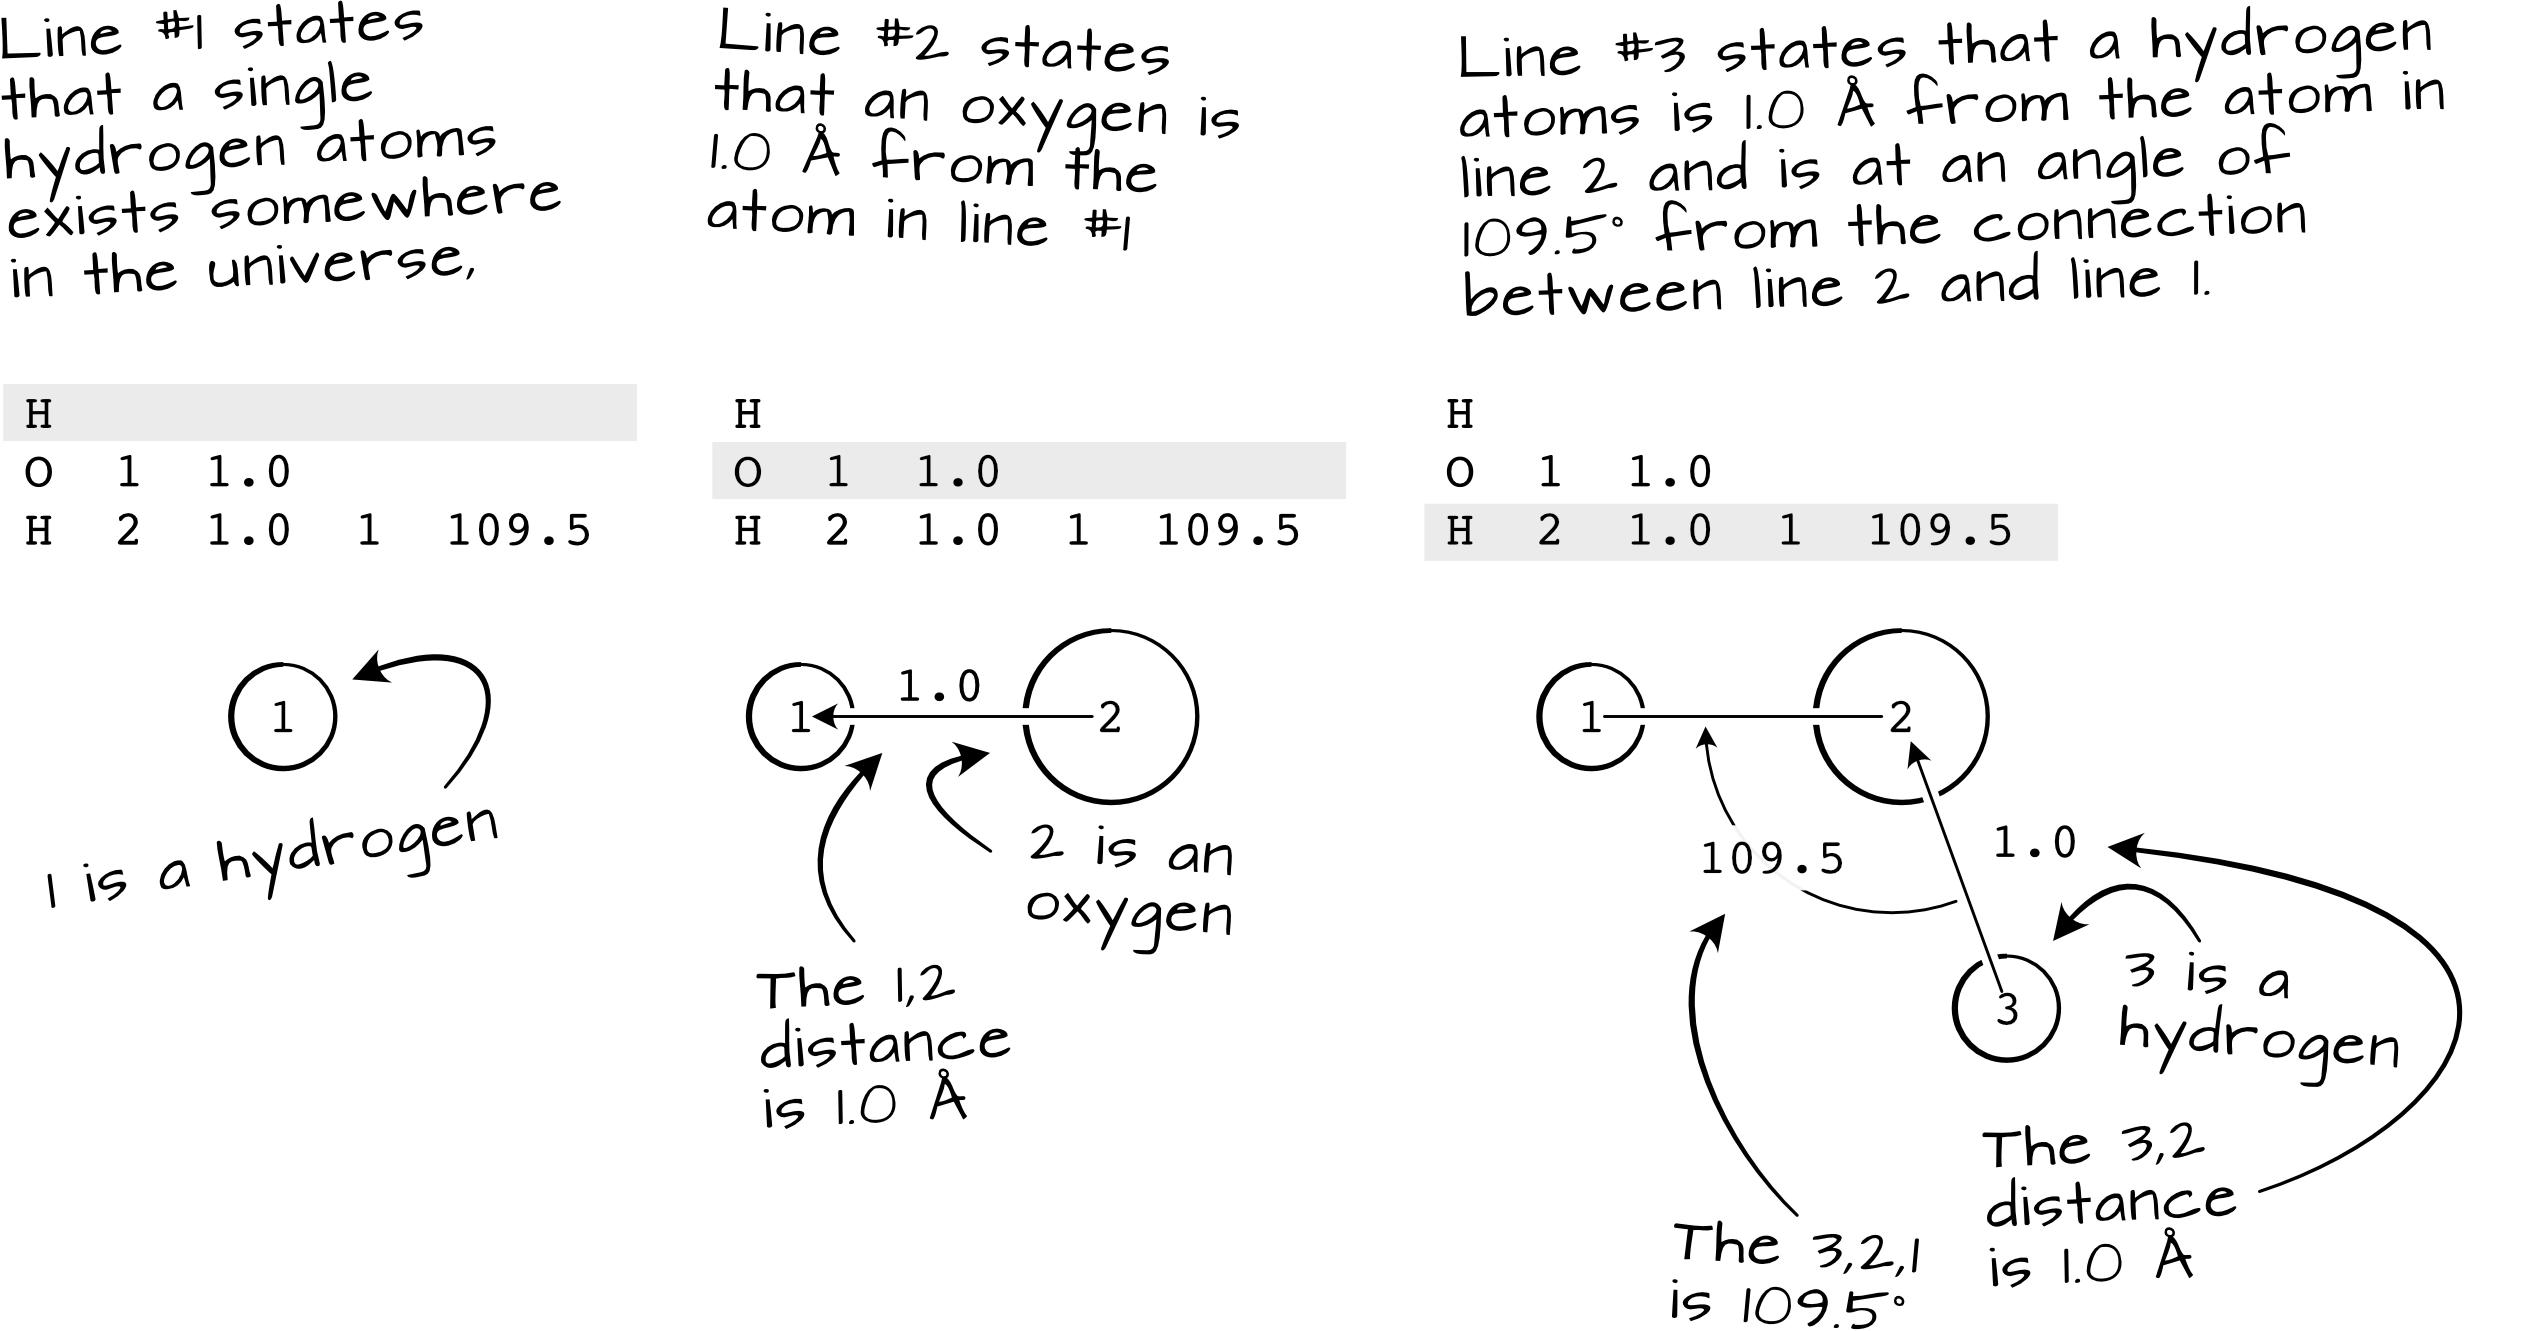 Line #1 states
that a single
hydrogen atoms
exists somewhere
in the universe,
H
O 1 1.0
H 2 1.0 1 109.5
1
1 is a hydrogen
Line #2 states
that an oxygen is
1.0 Å from the
atom in line #1
H
O 1 1.0
H 2 1.0 1 109.5
1.0
1 2
2 is an
oxygen
The 1,2
distance
is 1.0 Å
Line #3 states that a hydrogen
atoms is 1.0 Å from the atom in
line 2 and is at an angle of
109.5° from the connection
between line 2 and line 1.
H
O 1 1.0
H 2 1.0 1 109.5
1 2
1.0
109.5
3
3 is a
hydrogen
The 3,2
distance
is 1.0 Å
The 3,2,1
is 109.5°